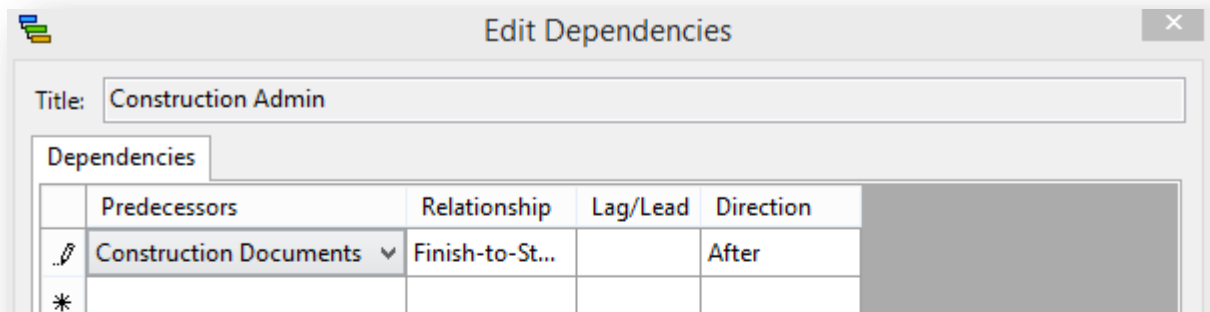 Edit Dependencies
Title: Construction Admin
Dependencies
Predecessors Relationship Lag/Lead Direction
Construction Documents Finish-to-St... After